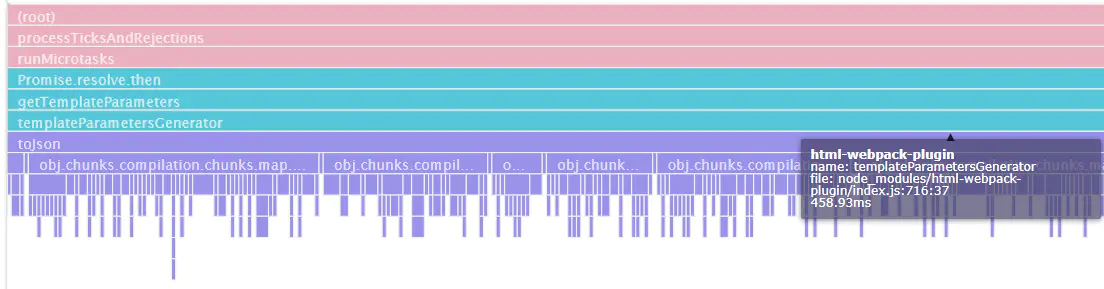 (root)
processTicksAndRejections
runMicrotasks
Promise.resolve.then
getTemplateParameters
templateParametersGenerator
toJson
obj.chunks.compilation.chunks.map.... obj.chunks.compil... o... obj.chunk... obj.chunks.compila
html-webpack-plugin
name: templateParametersGenerator
file: node_modules/html-webpack-
plugin/index.js:716:37
458.93ms